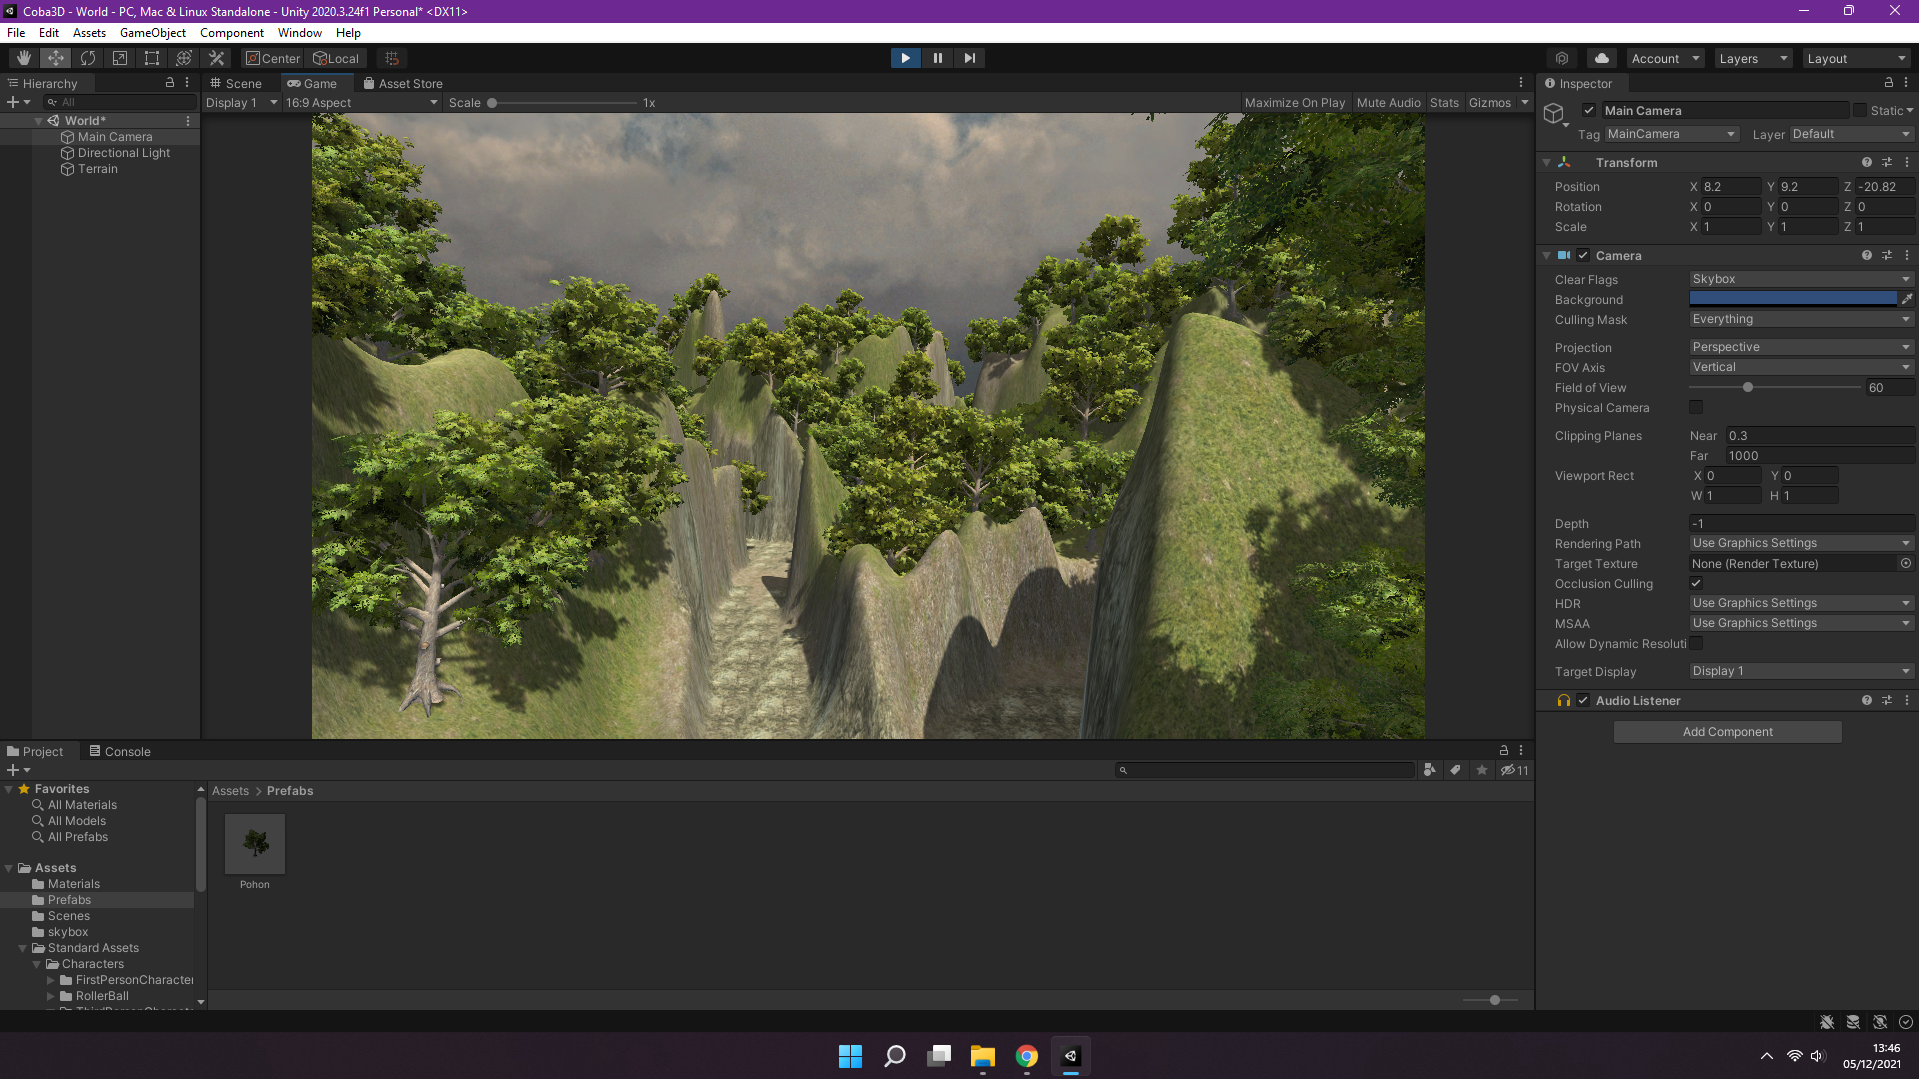 Coba3D - World - PC, Mac & Linux Standalone - Unity 2020.3.24f1 Personal* <DX11>
File Edit Assets GameObject Component Window Help
Center Local
Account Layers Layout
Hierarchy
All
World*
Main Camera
Directional Light
Terrain
Scene Game Asset Store
Display 1 16:9 Aspect Scale 1x Maximize On Play Mute Audio Stats Gizmos
Inspector
Main Camera Static
Tag MainCamera Layer Default
Transform
Position X 8.2 Y 9.2 Z -20.82
Rotation X 0 Y 0 Z 0
Scale X 1 Y 1 Z 1
Camera
Clear Flags Skybox
Background
Culling Mask Everything
Projection Perspective
FOV Axis Vertical
Field of View 60
Physical Camera
Clipping Planes Near 0.3
Far 1000
Viewport Rect X 0 Y 0
W 1 H 1
Depth -1
Rendering Path Use Graphics Settings
Target Texture None (Render Texture)
Occlusion Culling
HDR Use Graphics Settings
MSAA Use Graphics Settings
Allow Dynamic Resoluti
Target Display Display 1
Audio Listener
Add Component
Project Console
11
Favorites
All Materials
All Models
All Prefabs
Assets
Materials
Prefabs
Scenes
skybox
Standard Assets
Characters
FirstPersonCharacter
RollerBall
Assets > Prefabs
Pohon
13:46
05/12/2021